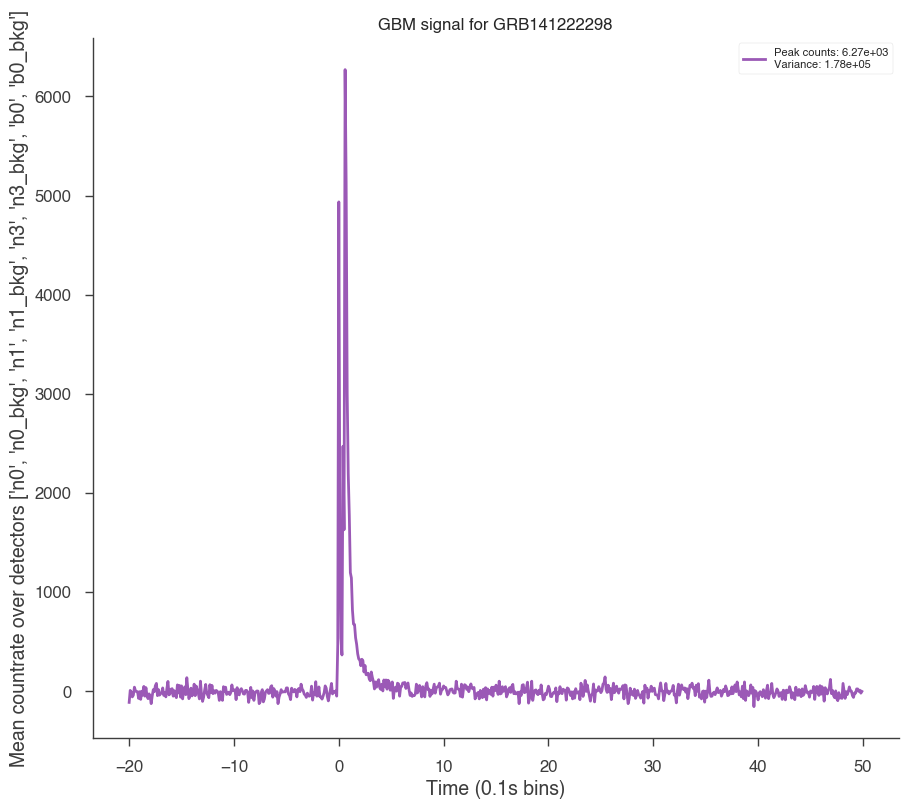 GBM signal for GRB141222298
Peak counts: 6.27e+03
Variance: 1.78e+05
Mean countrate over detectors ['n0', 'n0_bkg', 'n1', 'n1_bkg', 'n3', 'n3_bkg', 'b0', 'b0_bkg']
6000
5000
4000
3000
2000
1000
0
−20 −10 0 10 20 30 40 50
Time (0.1s bins)